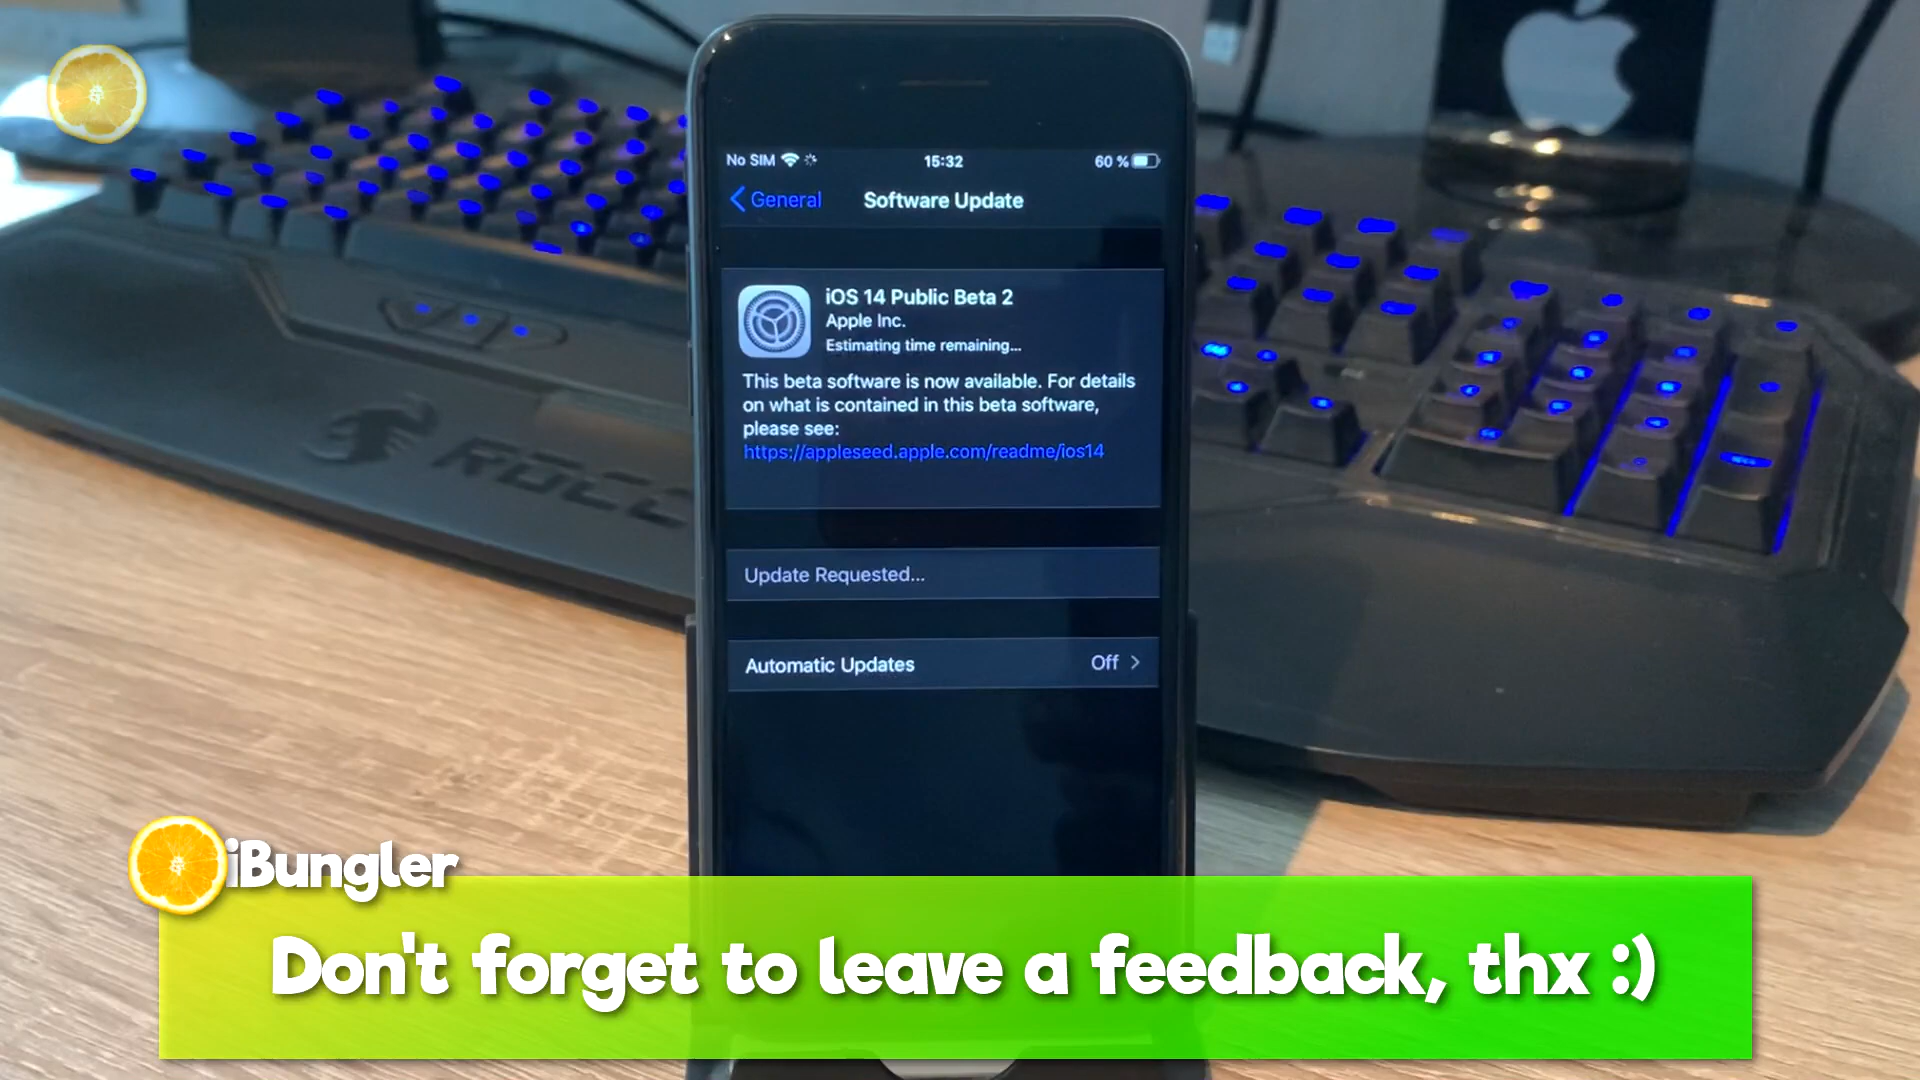 No SIM
15:32
60 %
General
Software Update
iOS 14 Public Beta 2
Apple Inc.
Estimating time remaining...
This beta software is now available. For details
on what is contained in this beta software,
please see:
https://appleseed.apple.com/readme/ios14
Update Requested...
Automatic Updates
Off
ROCC
iBungler
Don't forget to leave a feedback, thx :)